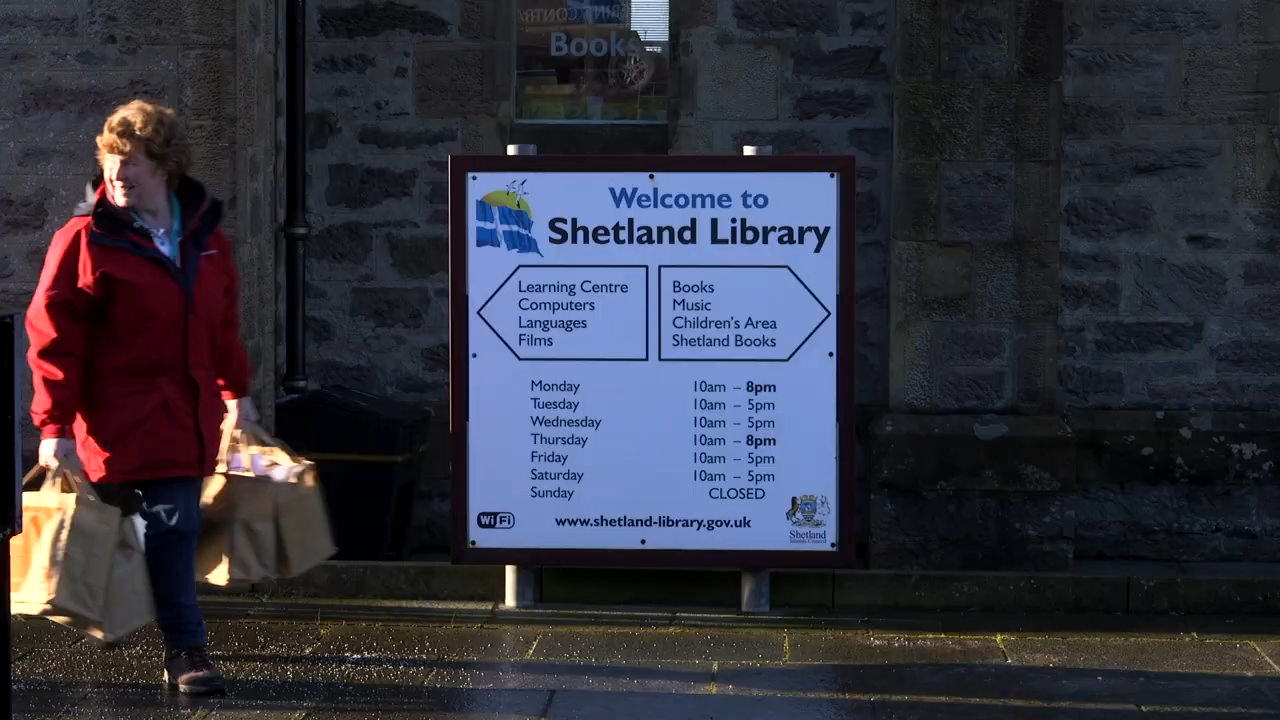 Books
Welcome to
Shetland Library
Learning Centre
Computers
Languages
Films
Books
Music
Children's Area
Shetland Books
Monday 10am – 8pm
Tuesday 10am – 5pm
Wednesday 10am – 5pm
Thursday 10am – 8pm
Friday 10am – 5pm
Saturday 10am – 5pm
Sunday CLOSED
WiFi
www.shetland-library.gov.uk
Shetland
Islands Council